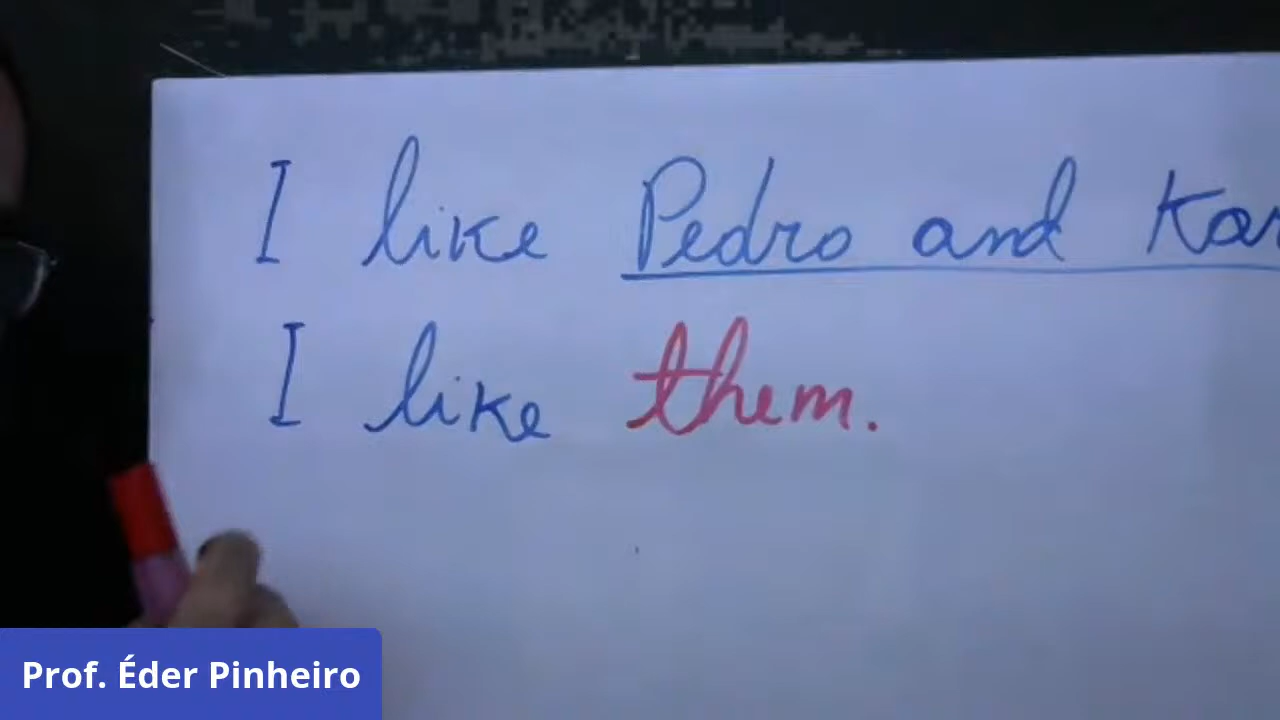 I like Pedro and
I like them.
Prof. Éder Pinheiro